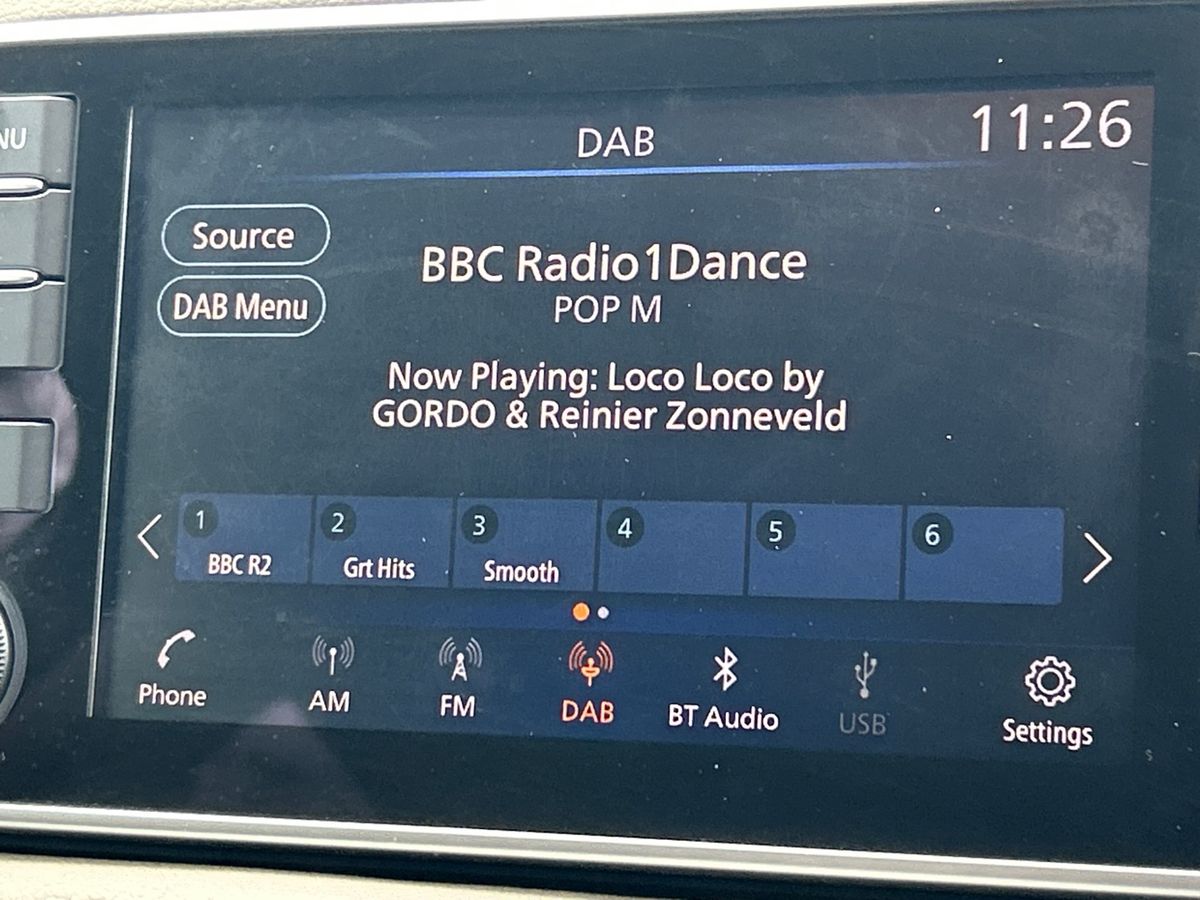 NU
DAB
11:26
Source
DAB Menu
BBC Radio1Dance
POP M
Now Playing: Loco Loco by
GORDO & Reinier Zonneveld
1 2 3 4 5 6
BBC R2 Grt Hits Smooth
Phone AM FM DAB BT Audio USB Settings